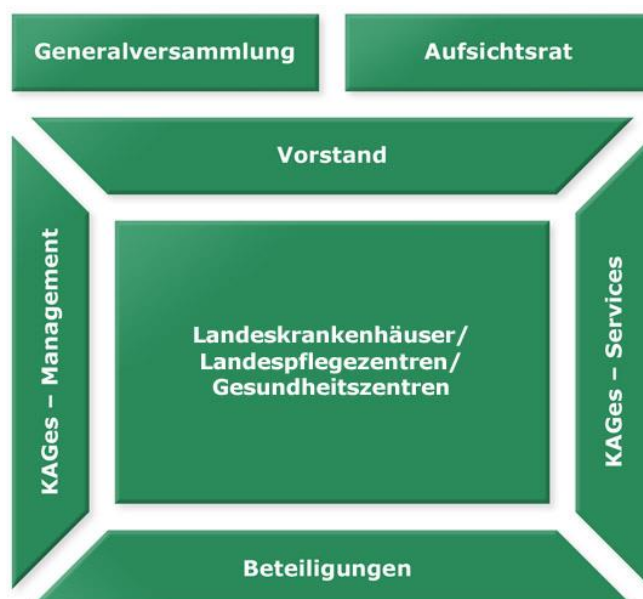 Generalversammlung
Aufsichtsrat
Vorstand
KAGes – Management
Landeskrankenhäuser/
Landespflegezentren/
Gesundheitszentren
KAGes – Services
Beteiligungen